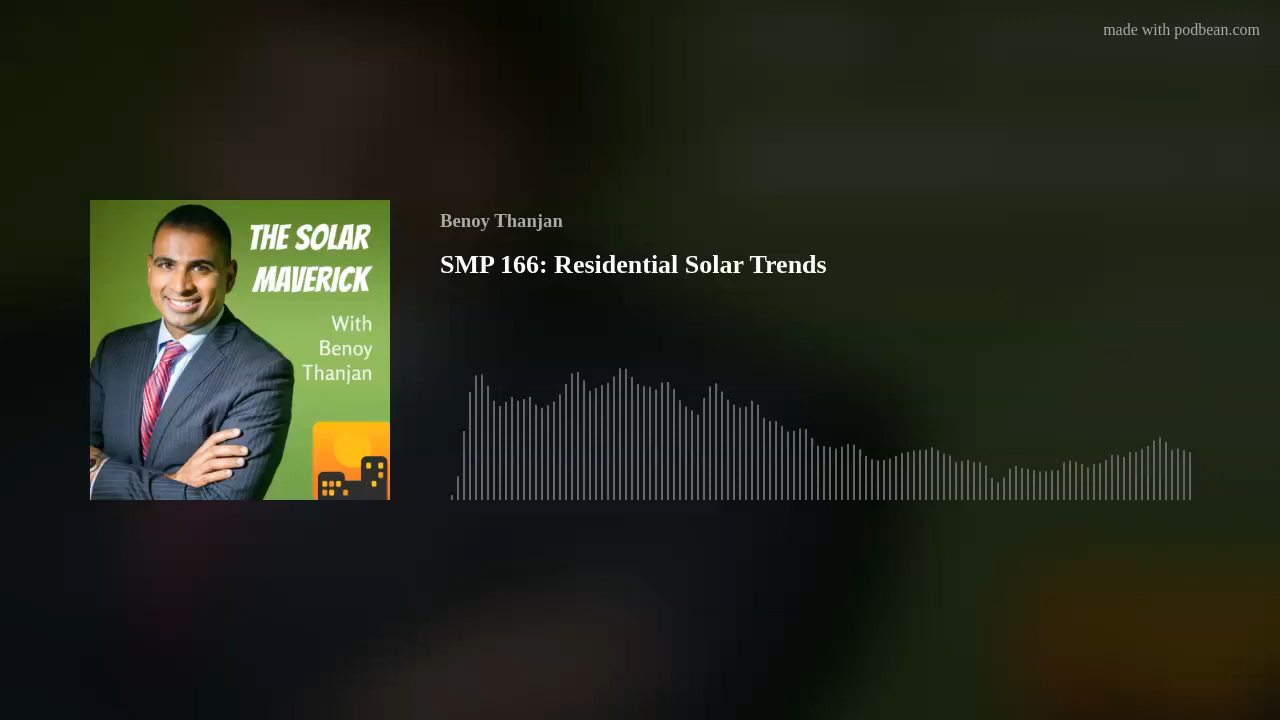 made with podbean.com
THE SOLAR
MAVERICK
With
Benoy
Thanjan
Benoy Thanjan
SMP 166: Residential Solar Trends